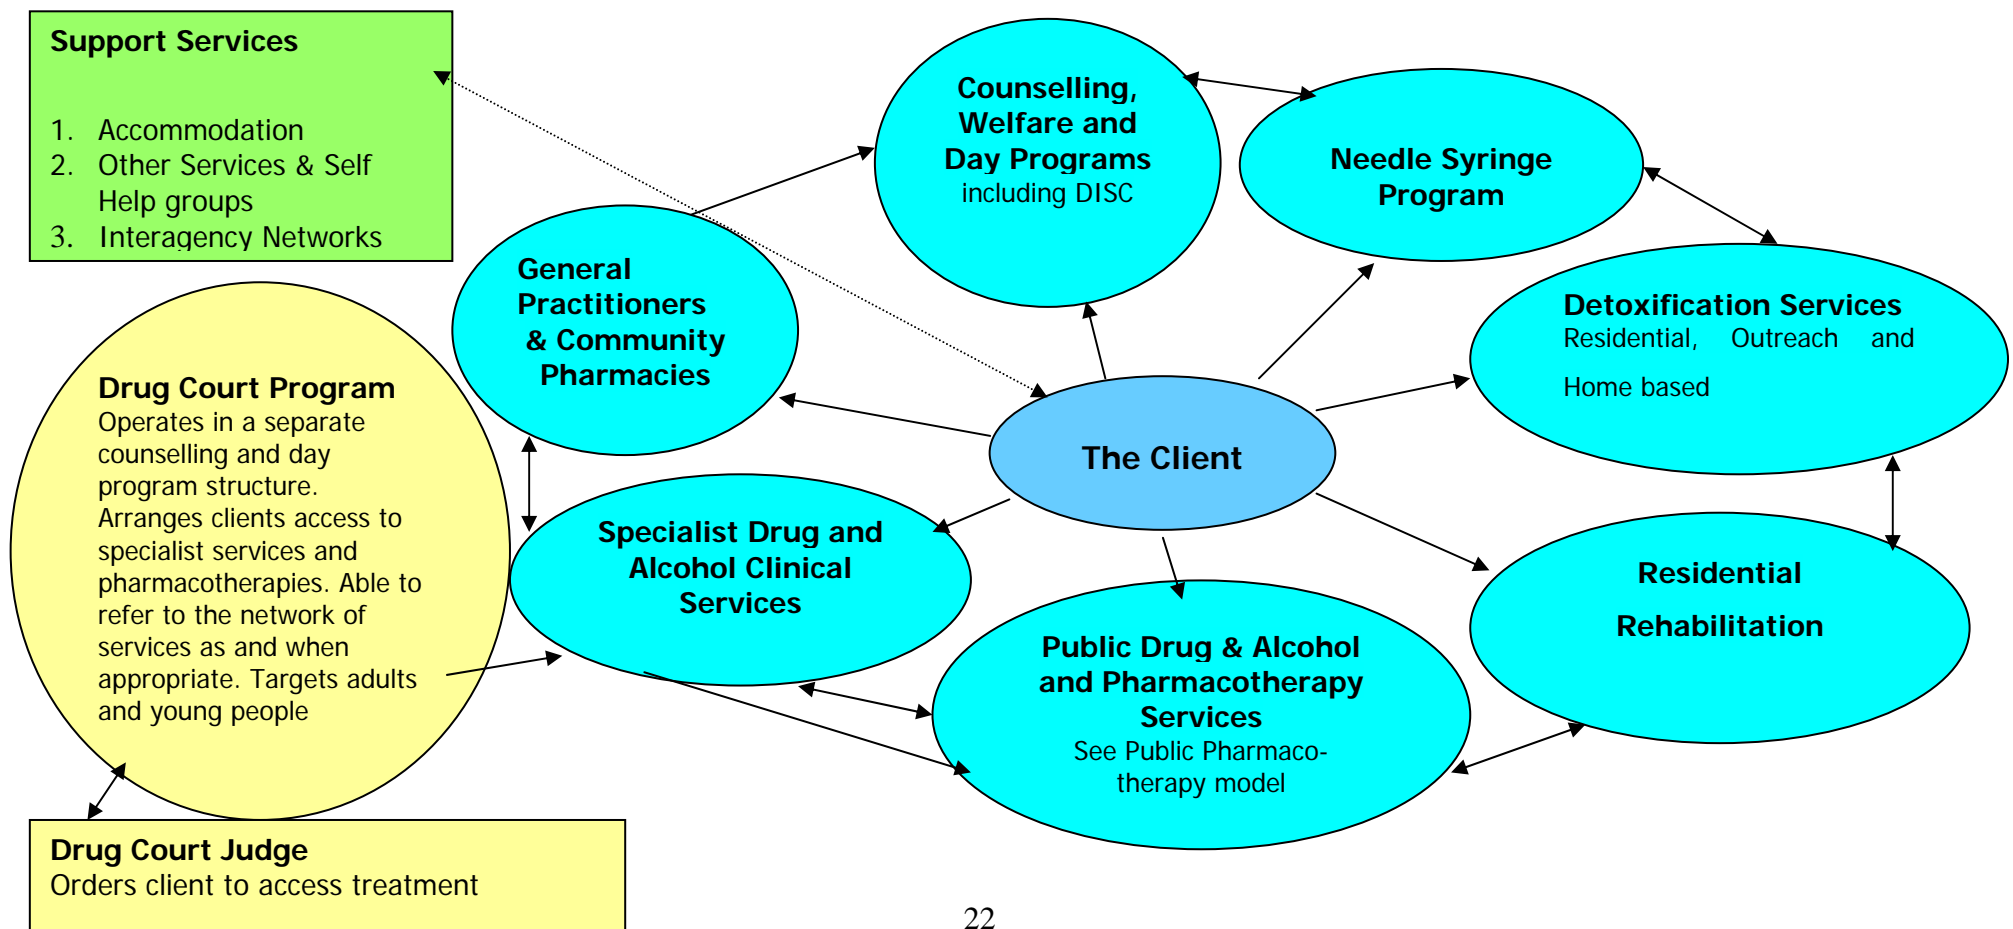 Support Services
1. Accommodation
2. Other Services & Self
Help groups
3. Interagency Networks
Counselling,
Welfare and
Day Programs
including DISC
Needle Syringe
Program
General
Practitioners
& Community
Pharmacies
Detoxification Services
Residential, Outreach and
Home based
Drug Court Program
Operates in a separate
counselling and day
program structure.
Arranges clients access to
specialist services and
pharmacotherapies. Able to
refer to the network of
services as and when
appropriate. Targets adults
and young people
The Client
Specialist Drug and
Alcohol Clinical
Services
Residential
Rehabilitation
Public Drug & Alcohol
and Pharmacotherapy
Services
See Public Pharmaco-
therapy model
Drug Court Judge
Orders client to access treatment
22